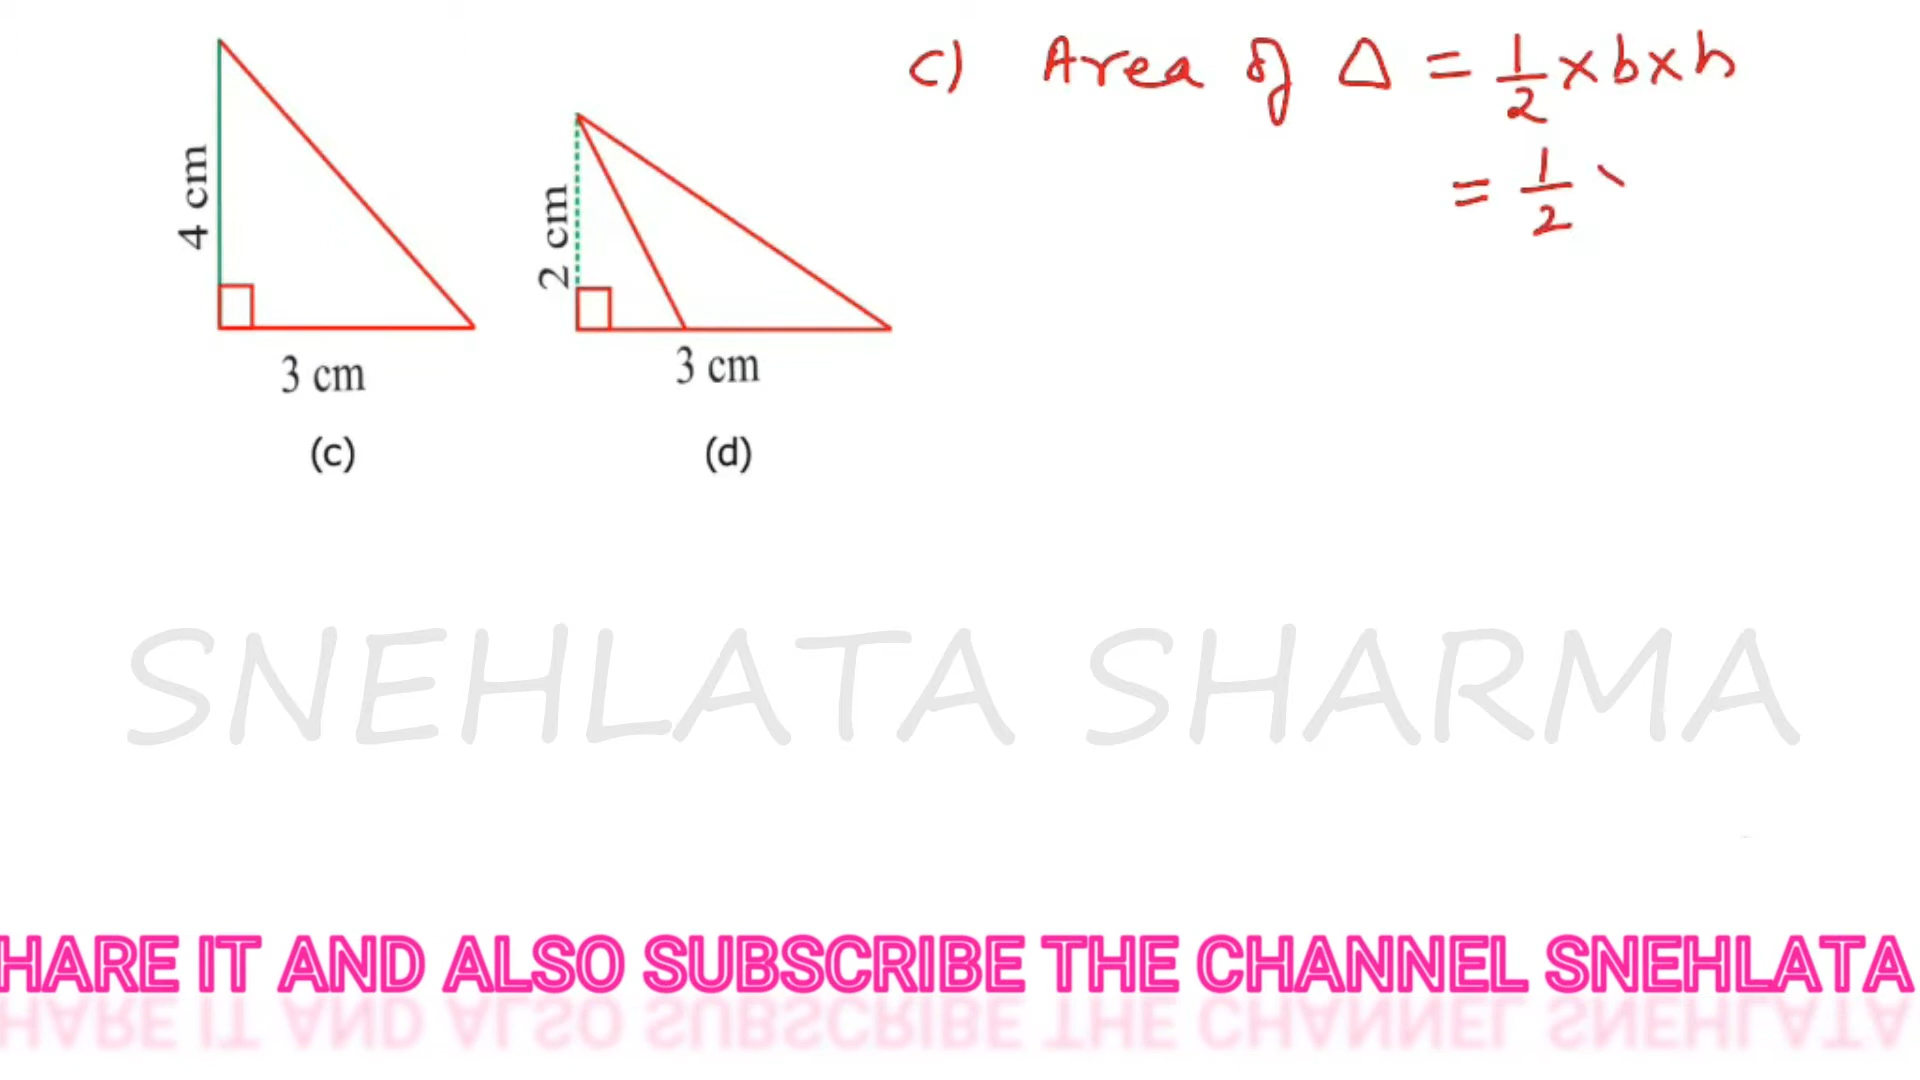 c) Area of Δ = 1/2 × b × h
= 1/2
4 cm
3 cm
(c)
2 cm
3 cm
(d)
SNEHLATA SHARMA
HARE IT AND ALSO SUBSCRIBE THE CHANNEL SNEHLATA